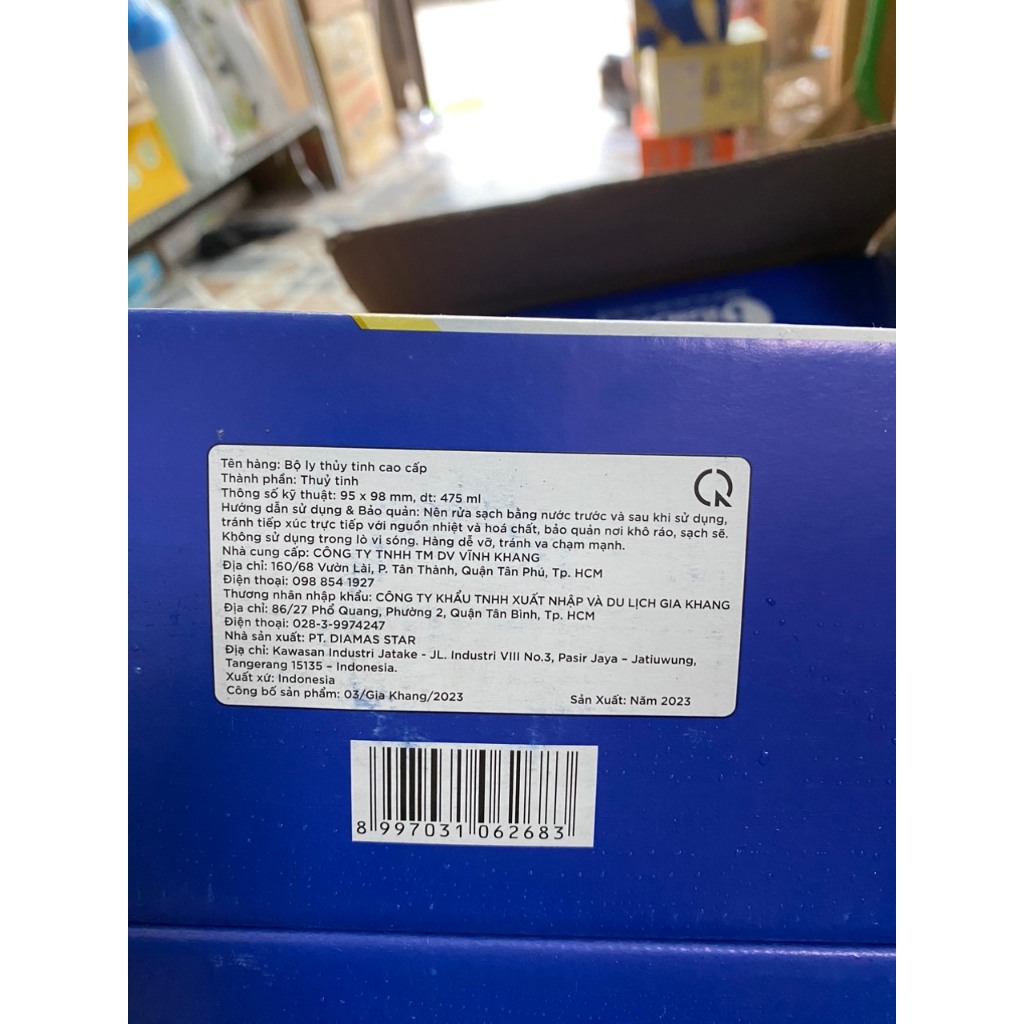 Tên hàng: Bộ ly thủy tinh cao cấp
Thành phần: Thuỷ tinh
Thông số kỹ thuật: 95 x 98 mm, dt: 475 ml
Hướng dẫn sử dụng & Bảo quản: Nên rửa sạch bằng nước trước và sau khi sử dụng,
tránh tiếp xúc trực tiếp với nguồn nhiệt và hoá chất, bảo quản nơi khô ráo, sạch sẽ.
Không sử dụng trong lò vi sóng. Hàng dễ vỡ, tránh va chạm mạnh.
Nhà cung cấp: CÔNG TY TNHH TM DV VĨNH KHANG
Địa chỉ: 160/68 Vườn Lài, P. Tân Thành, Quận Tân Phú, Tp. HCM
Điện thoại: 098 854 1927
Thương nhân nhập khẩu: CÔNG TY KHẨU TNHH XUẤT NHẬP VÀ DU LỊCH GIA KHANG
Địa chỉ: 86/27 Phổ Quang, Phường 2, Quận Tân Bình, Tp. HCM
Điện thoại: 028-3-9974247
Nhà sản xuất: PT. DIAMAS STAR
Địa chỉ: Kawasan Industri Jatake - JL. Industri VIII No.3, Pasir Jaya – Jatiuwung,
Tangerang 15135 – Indonesia.
Xuất xứ: Indonesia
Công bố sản phẩm: 03/Gia Khang/2023
Sản Xuất: Năm 2023
8 997031 062683